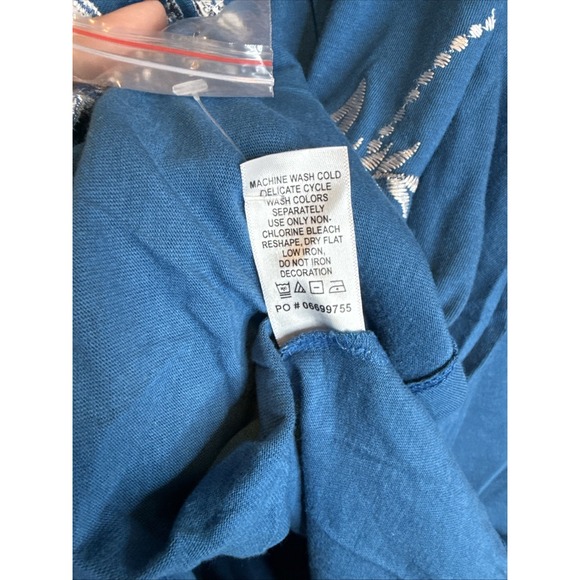 MACHINE WASH COLD
DELICATE CYCLE
WASH COLORS
SEPARATELY
USE ONLY NON-
CHLORINE BLEACH
RESHAPE, DRY FLAT
LOW IRON,
DO NOT IRON
DECORATION
PO # 06699755